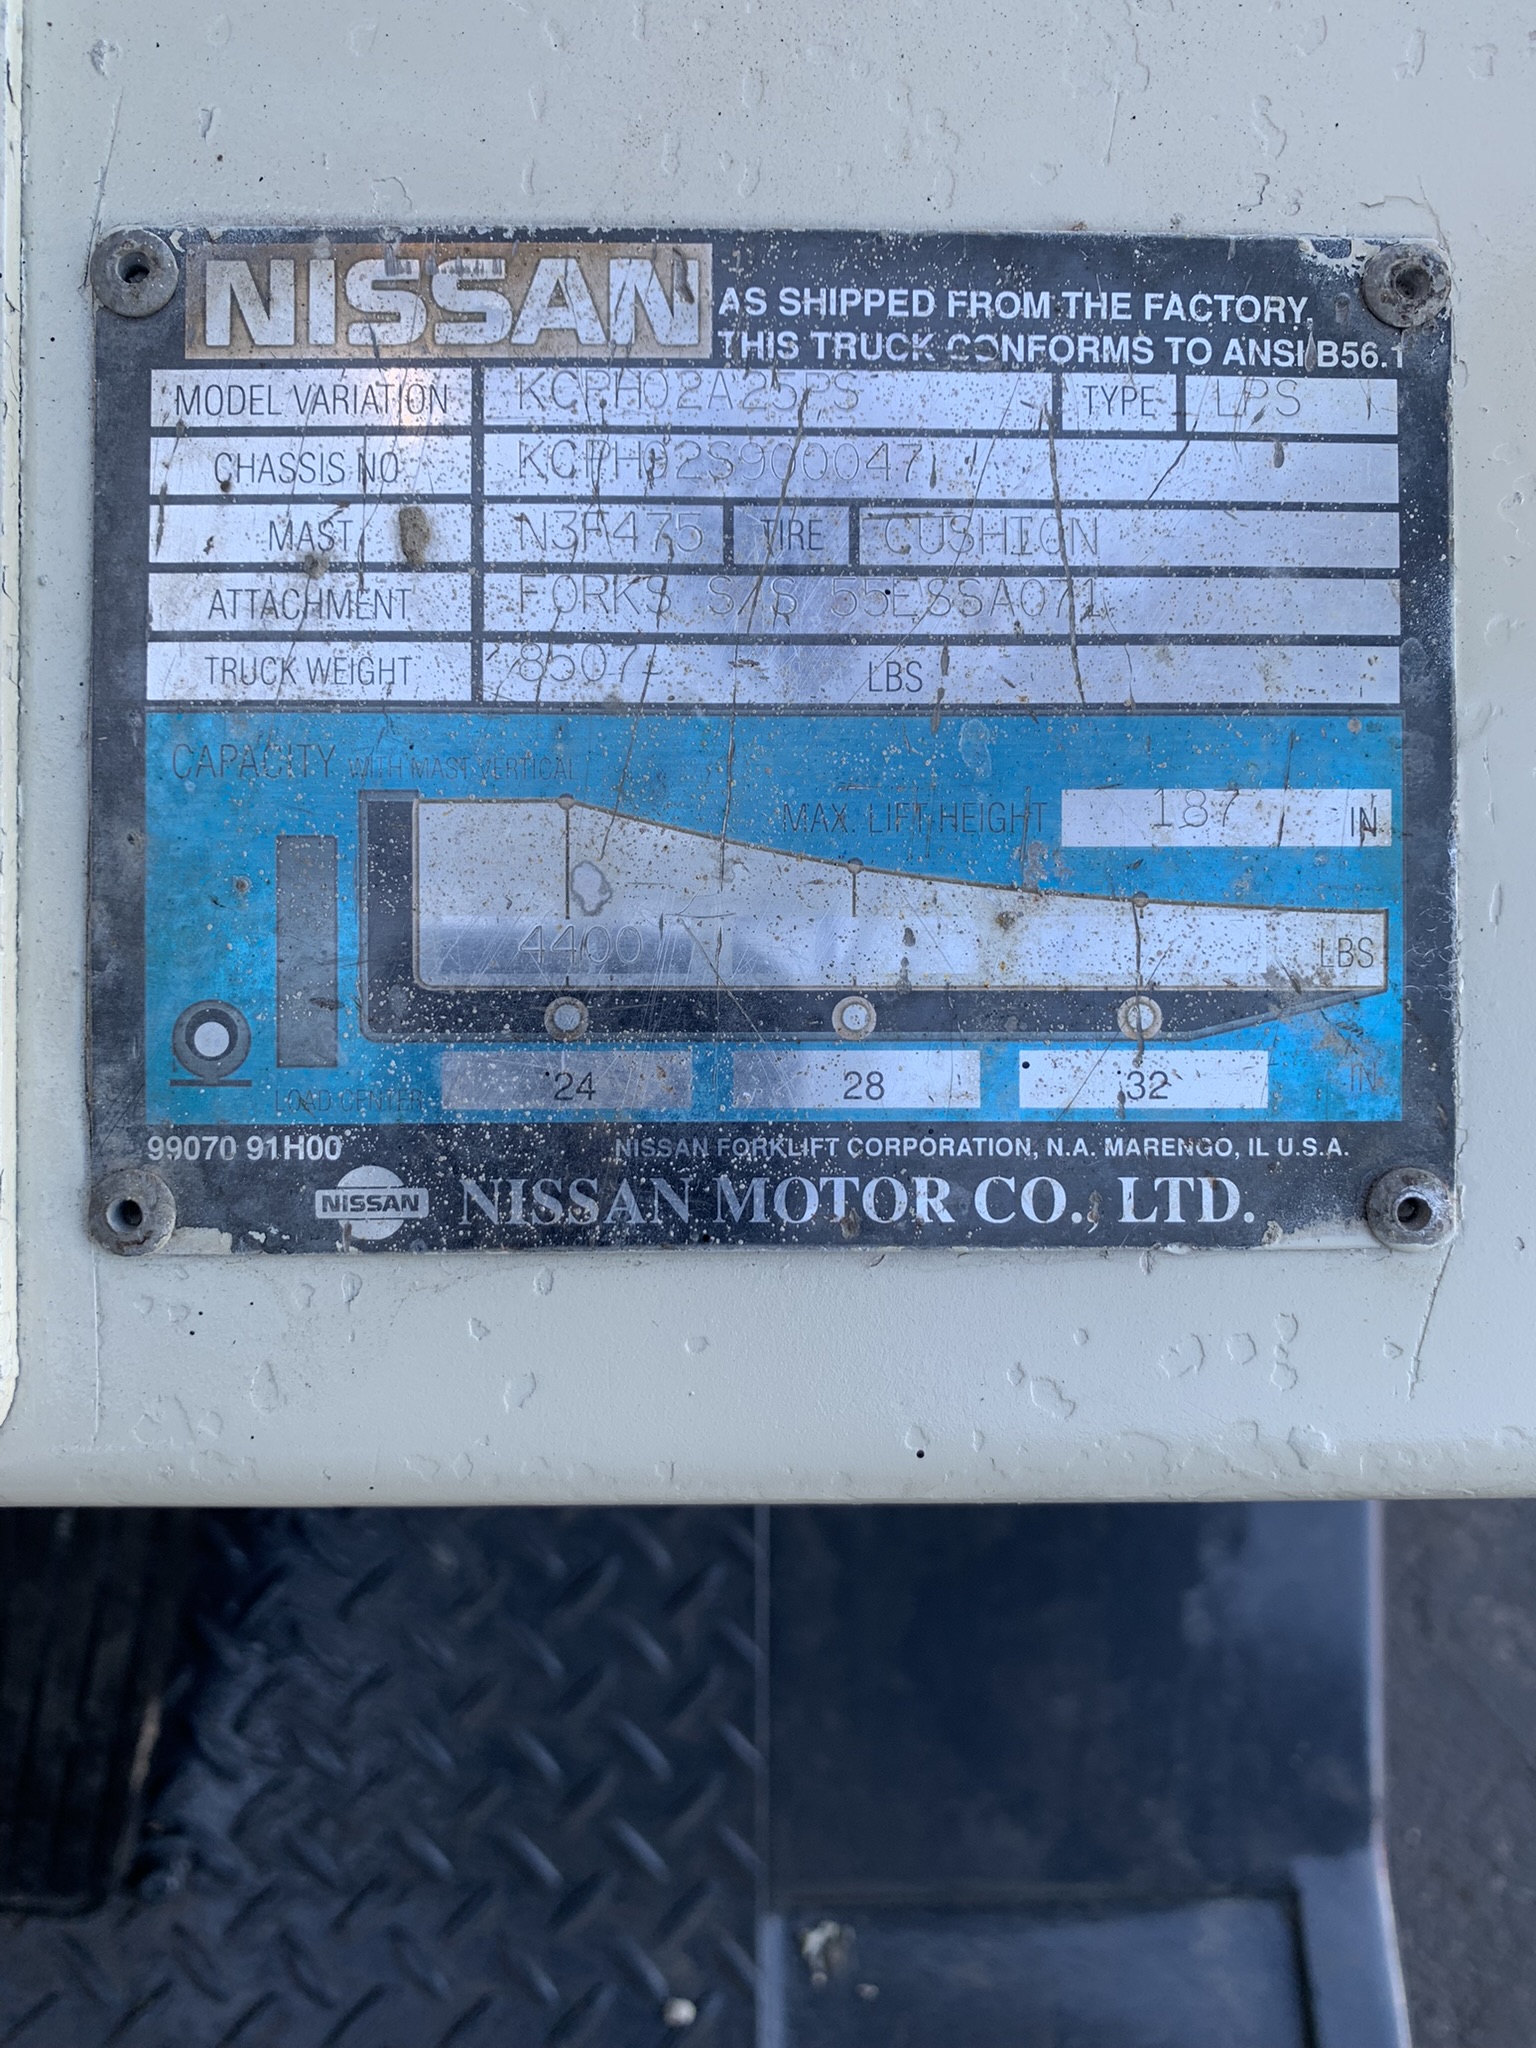 NISSAN AS SHIPPED FROM THE FACTORY,
THIS TRUCK CONFORMS TO ANSI B56.1
MODEL VARIATION KCPH02A25PS TYPE LPS
CHASSIS NO KCPH02S900047
MAST N3F475 TIRE CUSHION
ATTACHMENT FORKS S/S 55ESSA071
TRUCK WEIGHT 8507 LBS
CAPACITY WITH MAST VERTICAL
MAX. LIFT HEIGHT 187 IN
4400 LBS
LOAD CENTER 24 28 32 IN
99070 91H00 NISSAN FORKLIFT CORPORATION, N.A. MARENGO, IL U.S.A.
NISSAN NISSAN MOTOR CO., LTD.